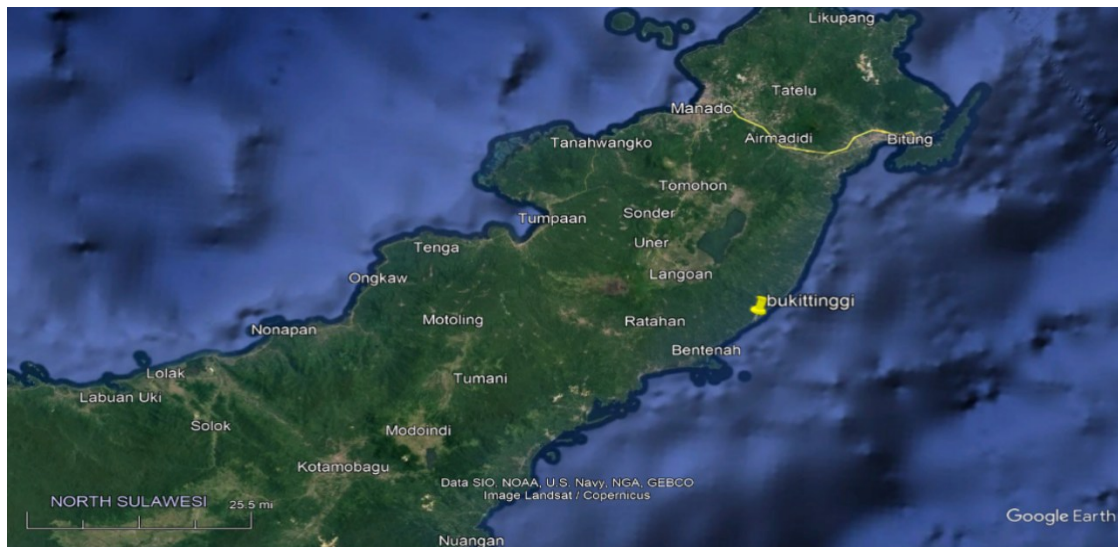 Likupang
Tatelu
Manado
Airmadidi
Bitung
Tanahwangko
Tomohon
Tumpaan
Sonder
Uner
Tenga
Langoan
Ongkaw
bukittinggi
Motoling
Ratahan
Nonapan
Bentenah
Lolak
Tumani
Labuan Uki
Solok
Modoindi
Kotamobagu
Data SIO, NOAA, U.S. Navy, NGA, GEBCO
Image Landsat / Copernicus
NORTH SULAWESI
25.5 mi
Google Earth
Nuangan